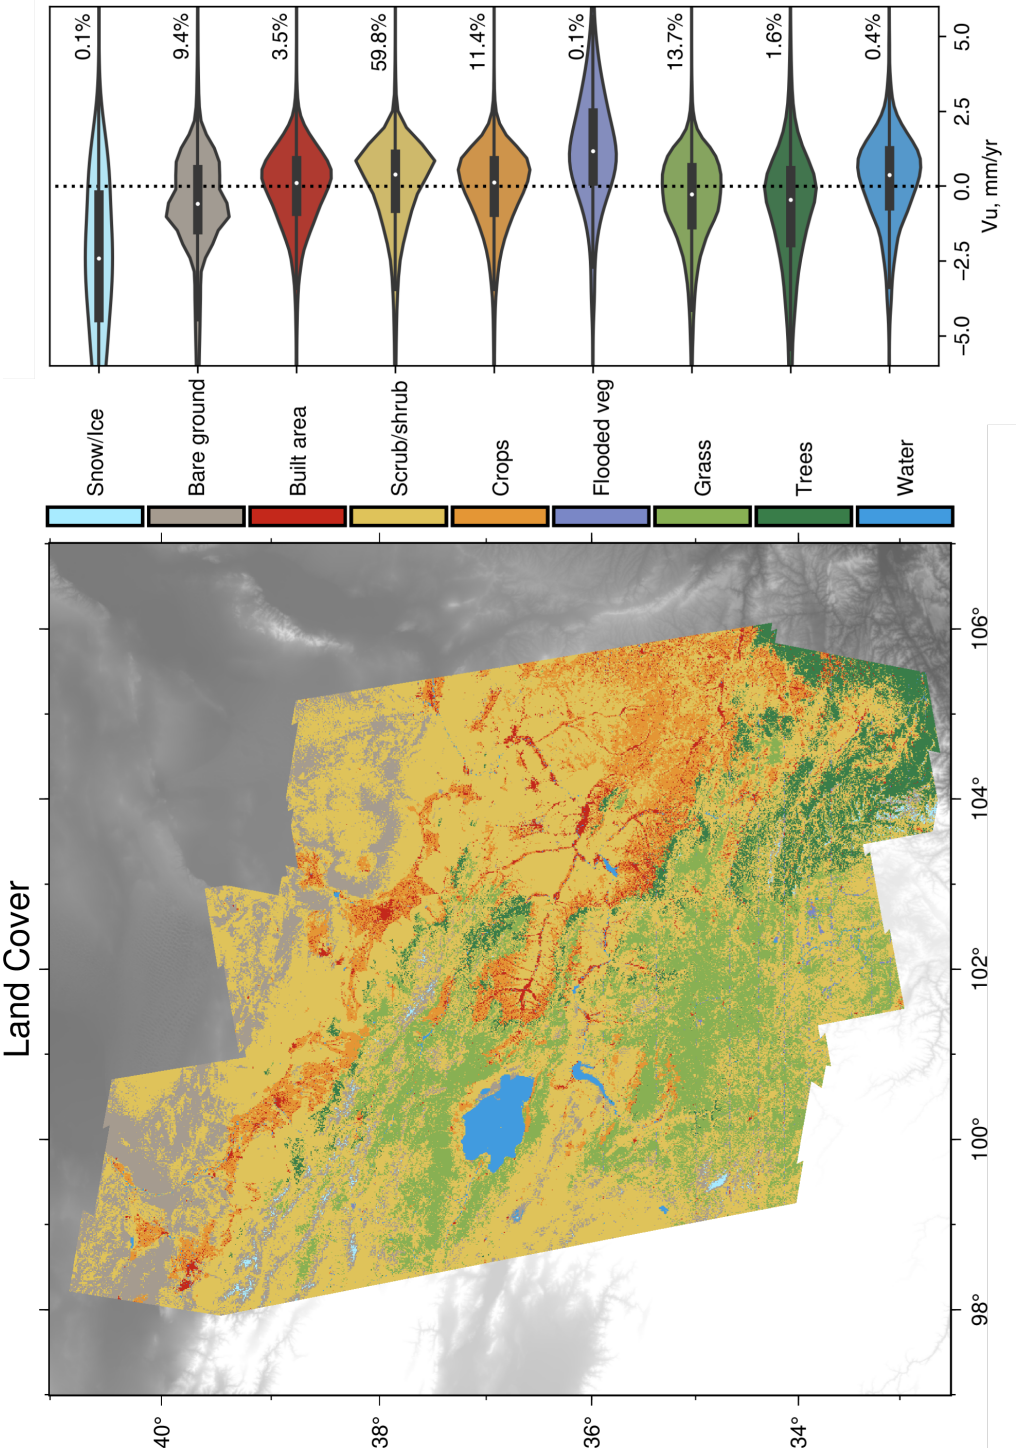 Land Cover
40°
38°
36°
34°
98°
100°
102°
104°
106°
Snow/Ice
Bare ground
Built area
Scrub/shrub
Crops
Flooded veg
Grass
Trees
Water
0.1%
9.4%
3.5%
59.8%
11.4%
0.1%
13.7%
1.6%
0.4%
−5.0
−2.5
0.0
2.5
5.0
Vu, mm/yr